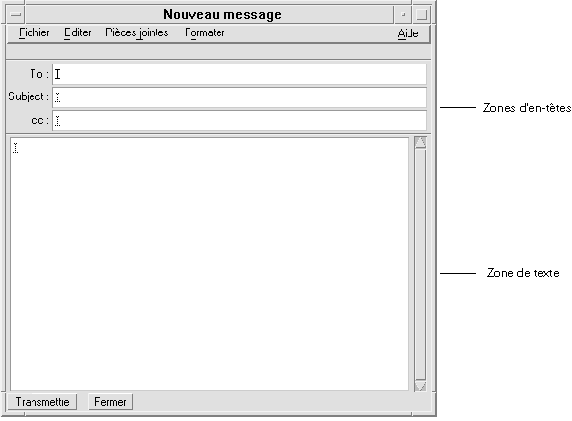 Nouveau message
Fichier Editer Pièces jointes Formater Aide
To :
Subject :
cc :
Zones d'en-têtes
Zone de texte
Transmettre Fermer